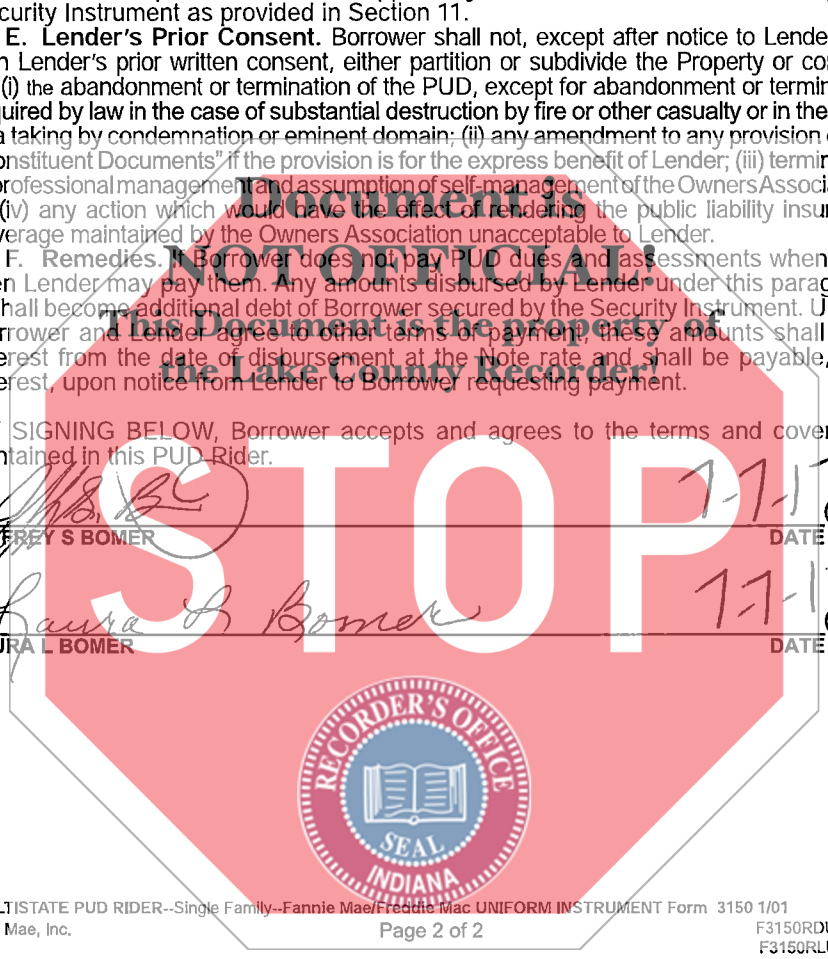 curity Instrument as provided in Section 11.
E. Lender's Prior Consent. Borrower shall not, except after notice to Lende
n Lender's prior written consent, either partition or subdivide the Property or co
(i) the abandonment or termination of the PUD, except for abandonment or termin
uired by law in the case of substantial destruction by fire or other casualty or in the
a taking by condemnation or eminent domain; (ii) any amendment to any provision
onstituent Documents" if the provision is for the express benefit of Lender; (iii) termin
rofessional management and assumption of self-management of the Owners Associ
(iv) any action which would have the effect of rendering the public liability insur
verage maintained by the Owners Association unacceptable to Lender.
F. Remedies. If Borrower does not pay PUD dues and assessments when
en Lender may pay them. Any amounts disbursed by Lender under this parag
hall become additional debt of Borrower secured by the Security Instrument. U
rrower and Lender agree to other terms of payment, these amounts shall
erest from the date of disbursement at the Note rate and shall be payable,
erest, upon notice from Lender to Borrower requesting payment.
Document is
NOT OFFICIAL!
This Document is the property of
the Lake County Recorder!
SIGNING BELOW, Borrower accepts and agrees to the terms and cover
ntained in this PUD Rider.
STOP
FREY S BOMER DATE
Laura L Bomer
URA L BOMER DATE
RECORDER'S OFFICE
SEAL
INDIANA
LTISTATE PUD RIDER--Single Family--Fannie Mae/Freddie Mac UNIFORM INSTRUMENT Form 3150 1/01
Mae, Inc. Page 2 of 2 F3150RDU
F3150RLU